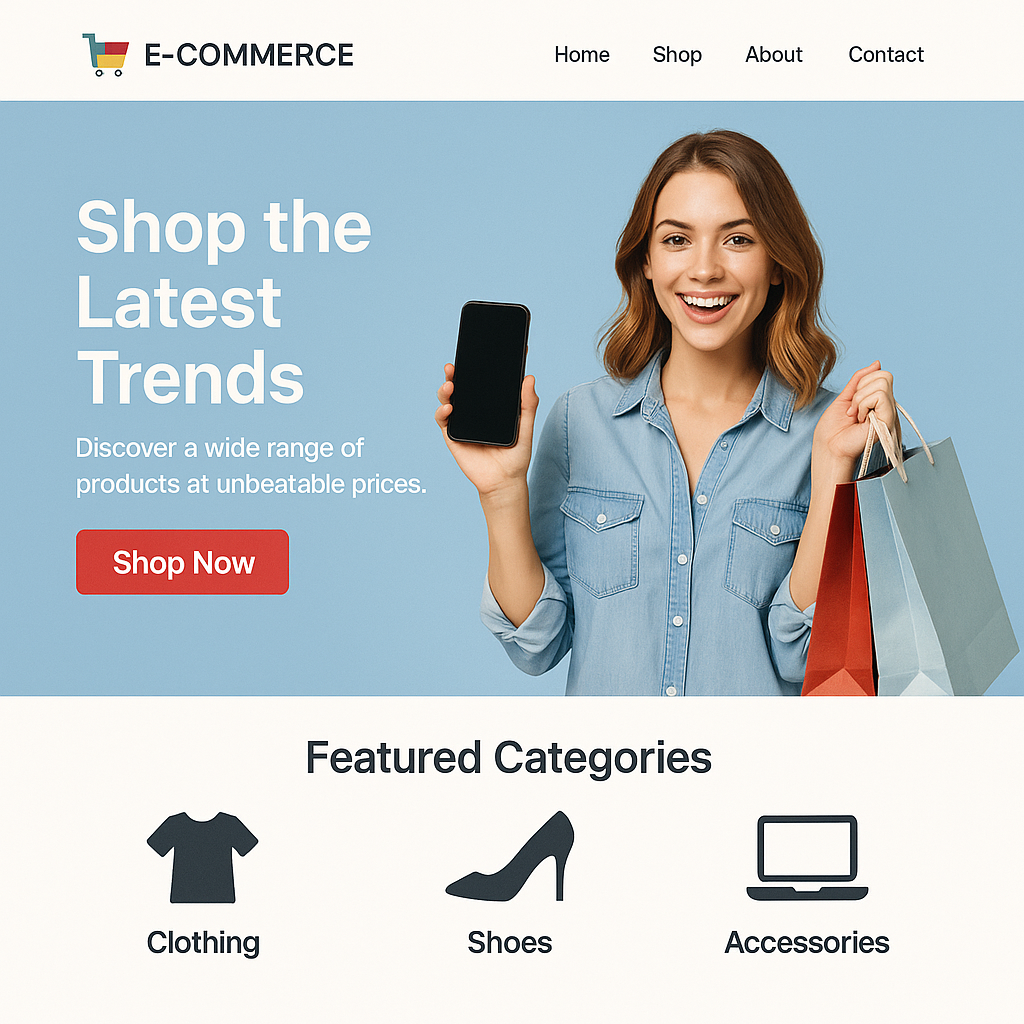 E-COMMERCE
Home Shop About Contact
Shop the
Latest
Trends
Discover a wide range of
products at unbeatable prices.
Shop Now
Featured Categories
Clothing Shoes Accessories